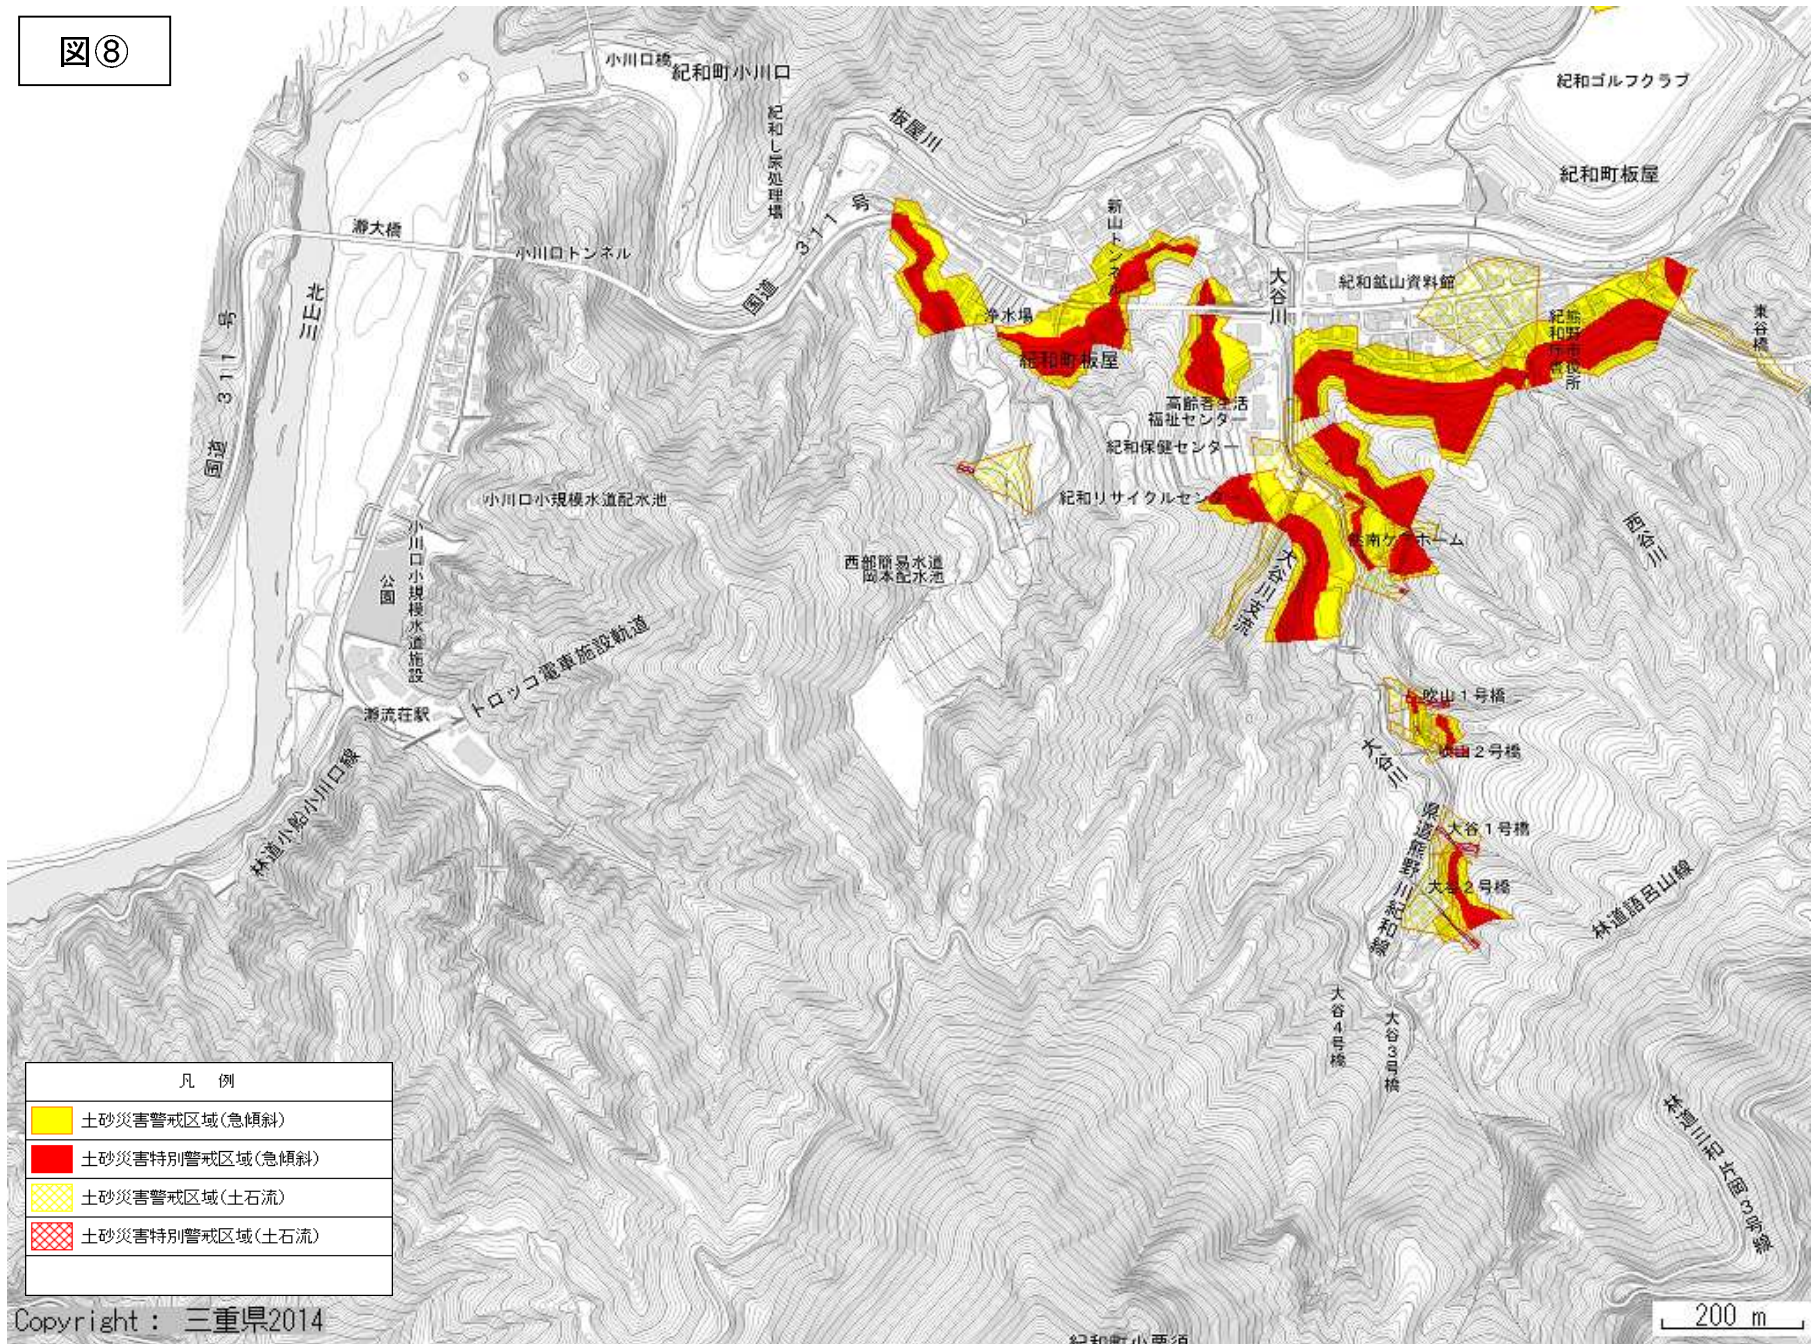 図⑧
小川口橋
紀和町小川口
紀和ゴルフクラブ
板屋川
紀和し尿処理場
紀和町板屋
新山トンネル
国道 311 号
瀞大橋
小川口トンネル
北山川
国道 311 号
大谷川
紀和鉱山資料館
浄水場
紀和町板屋
熊野市役所
紀和庁舎
東谷橋
高齢者生活
福祉センター
紀和保健センター
紀和リサイクルセンター
小川口小規模水道配水池
西谷川
紀南ケアホーム
西部簡易水道
岡本配水池
大谷川支流
公園
小川口小規模水道施設
トロッコ電車施設軌道
瀞流荘駅
吹山1号橋
吹山2号橋
大谷川
林道小船小川口線
県道熊野川紀和線
大谷1号橋
大谷2号橋
林道語呂山線
大谷4号橋
大谷3号橋
林道三和片岡3号線
凡 例
土砂災害警戒区域(急傾斜)
土砂災害特別警戒区域(急傾斜)
土砂災害警戒区域(土石流)
土砂災害特別警戒区域(土石流)
Copyright : 三重県2014
紀和町小栗須
200 m